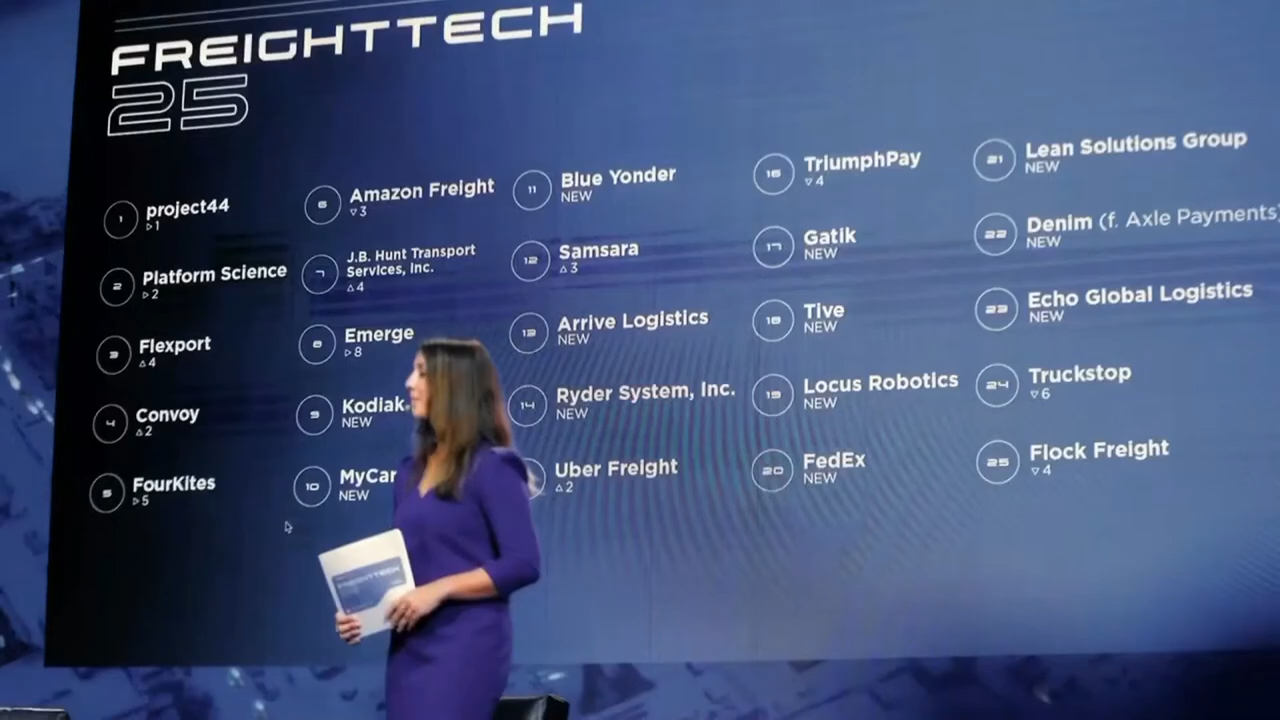 FREIGHTTECH
25
1 project44
▷1
2 Platform Science
▷2
3 Flexport
△4
4 Convoy
△2
5 FourKites
▷5
6 Amazon Freight
▽3
7 J.B. Hunt Transport
Services, Inc.
△4
8 Emerge
▷8
9 Kodiak
NEW
10 MyCar
NEW
11 Blue Yonder
NEW
12 Samsara
△3
13 Arrive Logistics
NEW
14 Ryder System, Inc.
NEW
Uber Freight
△2
16 TriumphPay
▽4
17 Gatik
NEW
18 Tive
NEW
19 Locus Robotics
NEW
20 FedEx
NEW
21 Lean Solutions Group
NEW
22 Denim (f. Axle Payments)
NEW
23 Echo Global Logistics
NEW
24 Truckstop
▽6
25 Flock Freight
▽4
FREIGHTTECH